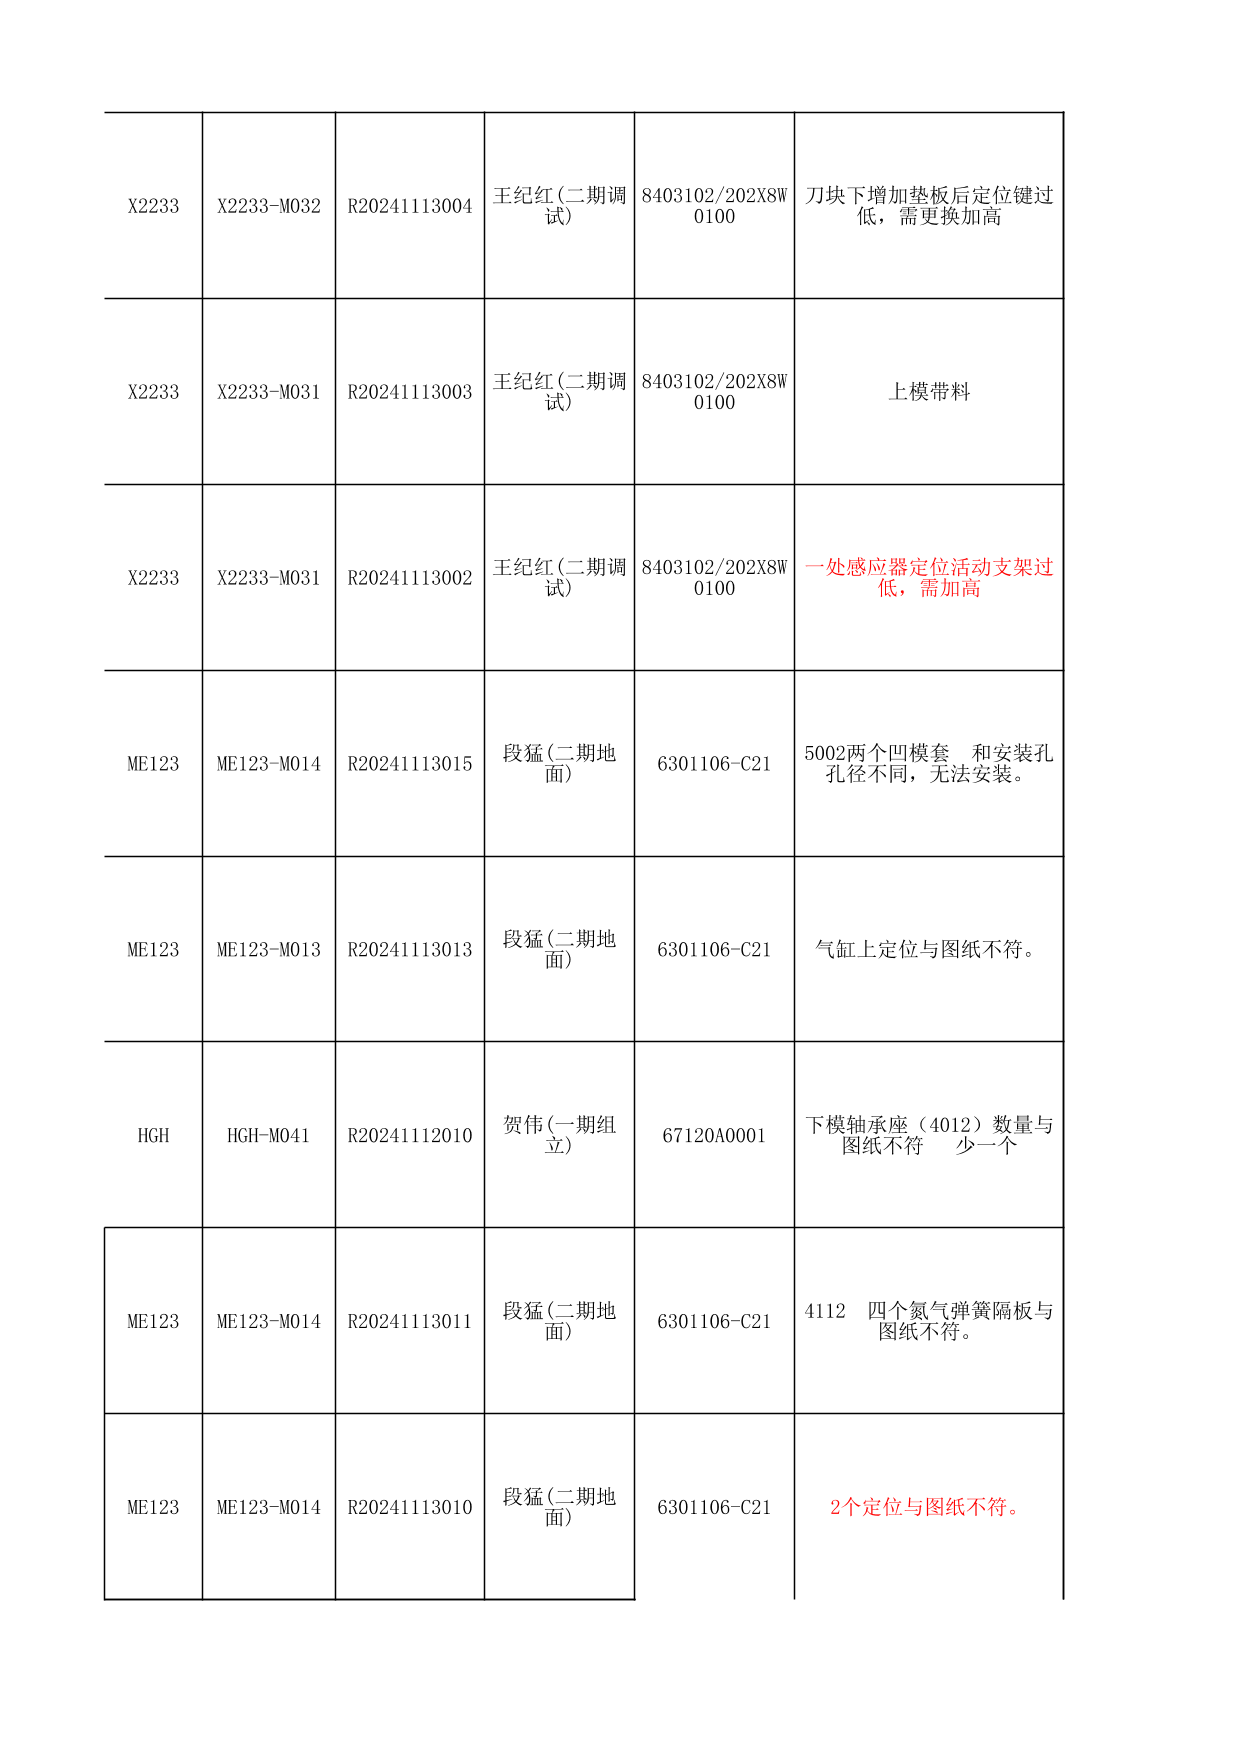 X2233 X2233-M032 R20241113004 王纪红(二期调试) 8403102/202X8W0100 刀块下增加垫板后定位键过低，需更换加高
X2233 X2233-M031 R20241113003 王纪红(二期调试) 8403102/202X8W0100 上模带料
X2233 X2233-M031 R20241113002 王纪红(二期调试) 8403102/202X8W0100 一处感应器定位活动支架过低，需加高
ME123 ME123-M014 R20241113015 段猛(二期地面) 6301106-C21 5002两个凹模套　和安装孔孔径不同，无法安装。
ME123 ME123-M013 R20241113013 段猛(二期地面) 6301106-C21 气缸上定位与图纸不符。
HGH HGH-M041 R20241112010 贺伟(一期组立) 67120A0001 下模轴承座（4012）数量与图纸不符　 少一个
ME123 ME123-M014 R20241113011 段猛(二期地面) 6301106-C21 4112　四个氮气弹簧隔板与图纸不符。
ME123 ME123-M014 R20241113010 段猛(二期地面) 6301106-C21 2个定位与图纸不符。